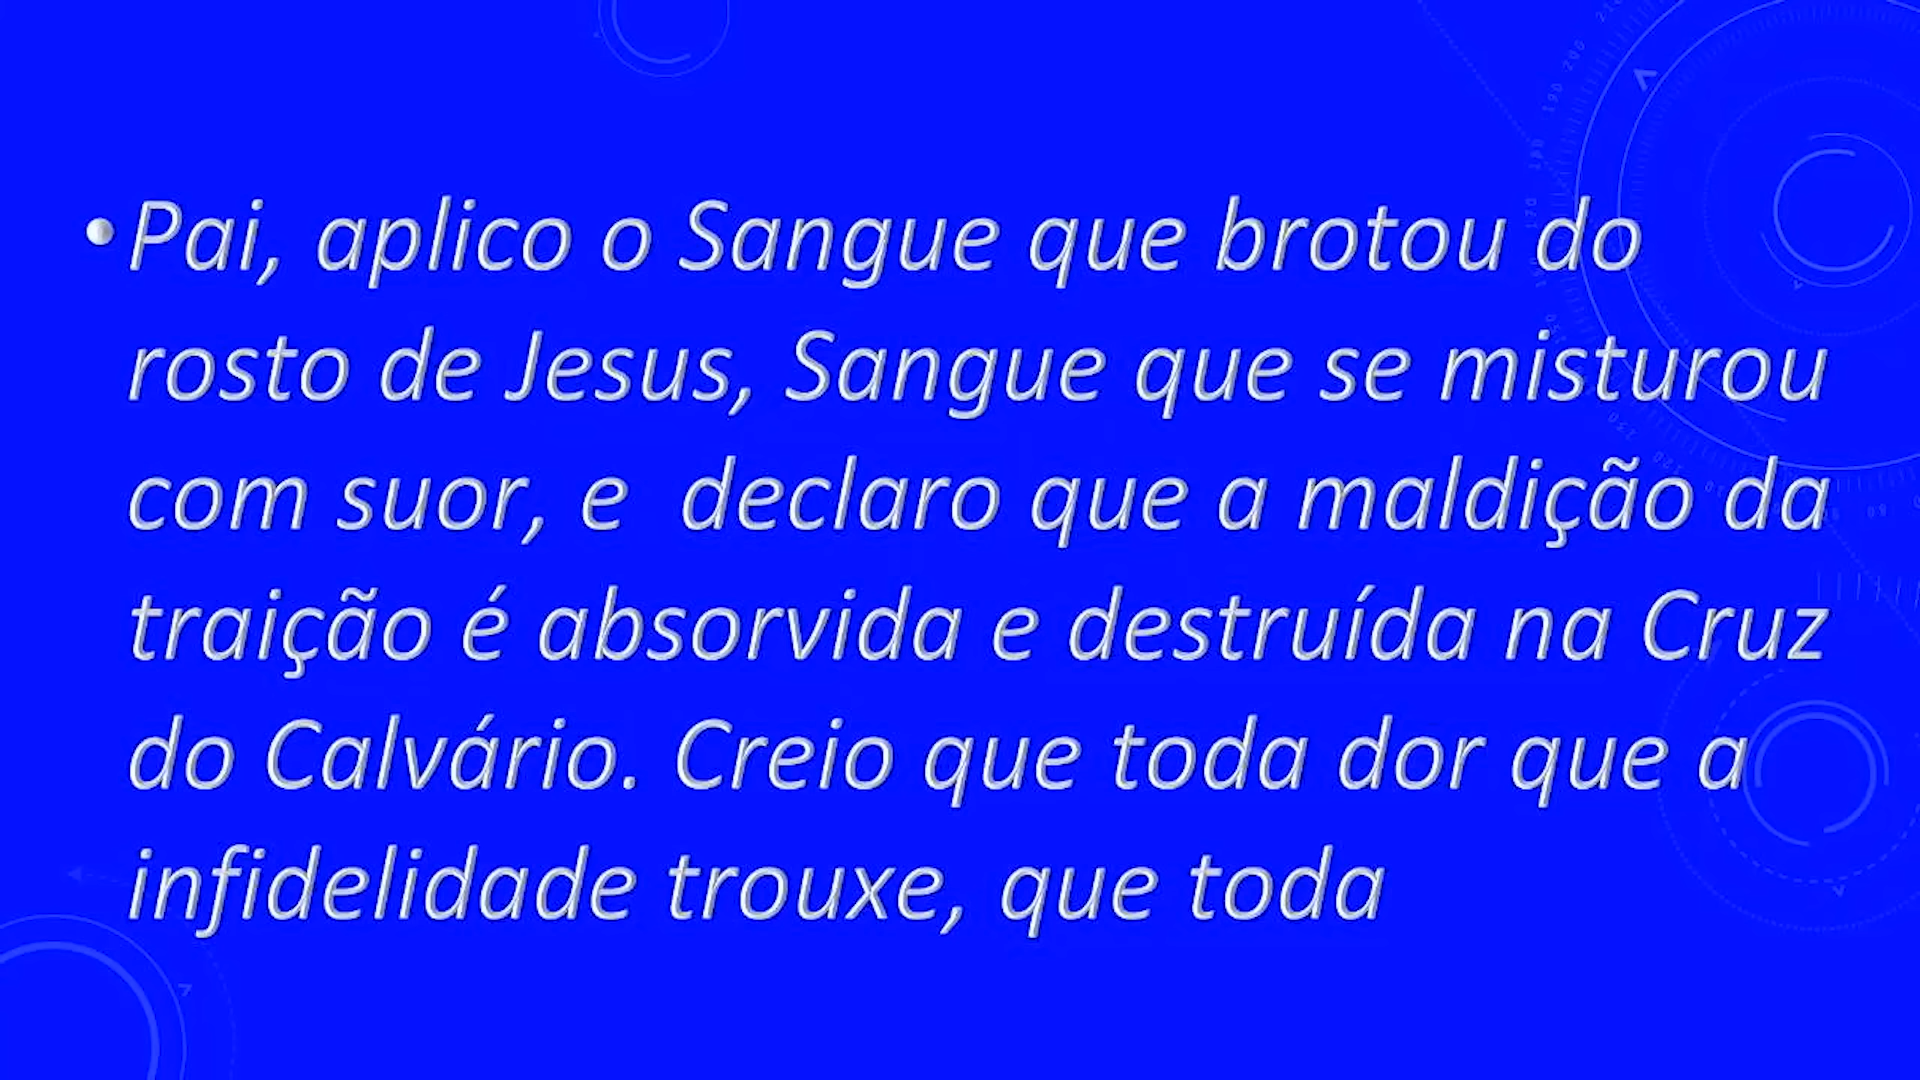 • Pai, aplico o Sangue que brotou do
rosto de Jesus, Sangue que se misturou
com suor, e  declaro que a maldição da
traição é absorvida e destruída na Cruz
do Calvário. Creio que toda dor que a
infidelidade trouxe, que toda